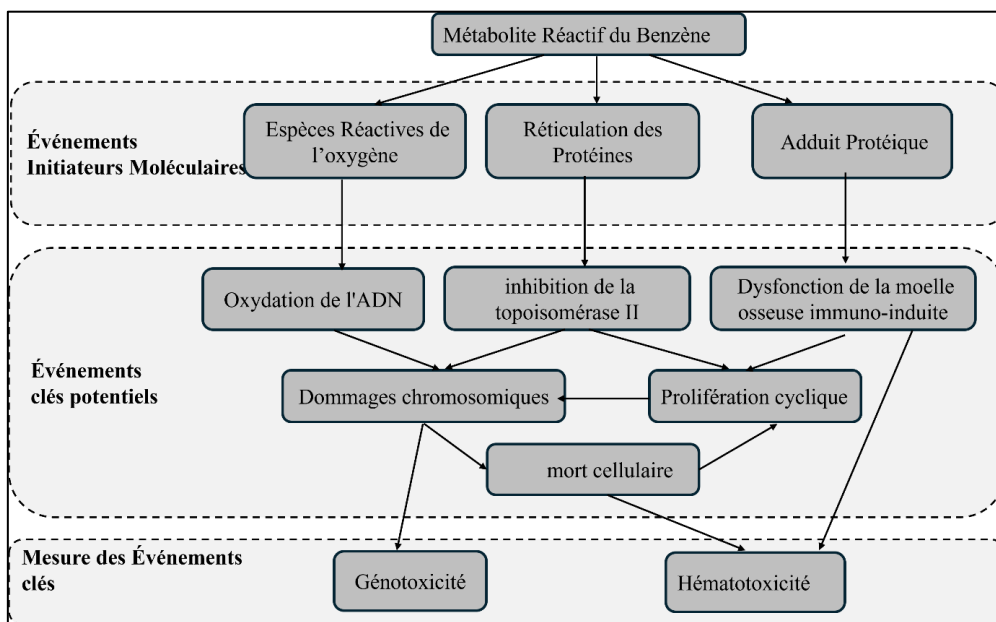 Métabolite Réactif du Benzène
Événements
Initiateurs Moléculaires
Espèces Réactives de
l’oxygène
Réticulation des
Protéines
Adduit Protéique
Oxydation de l'ADN
inhibition de la
topoisomérase II
Dysfonction de la moelle
osseuse immuno-induite
Événements
clés potentiels
Dommages chromosomiques
Prolifération cyclique
mort cellulaire
Mesure des Événements
clés
Génotoxicité
Hématotoxicité